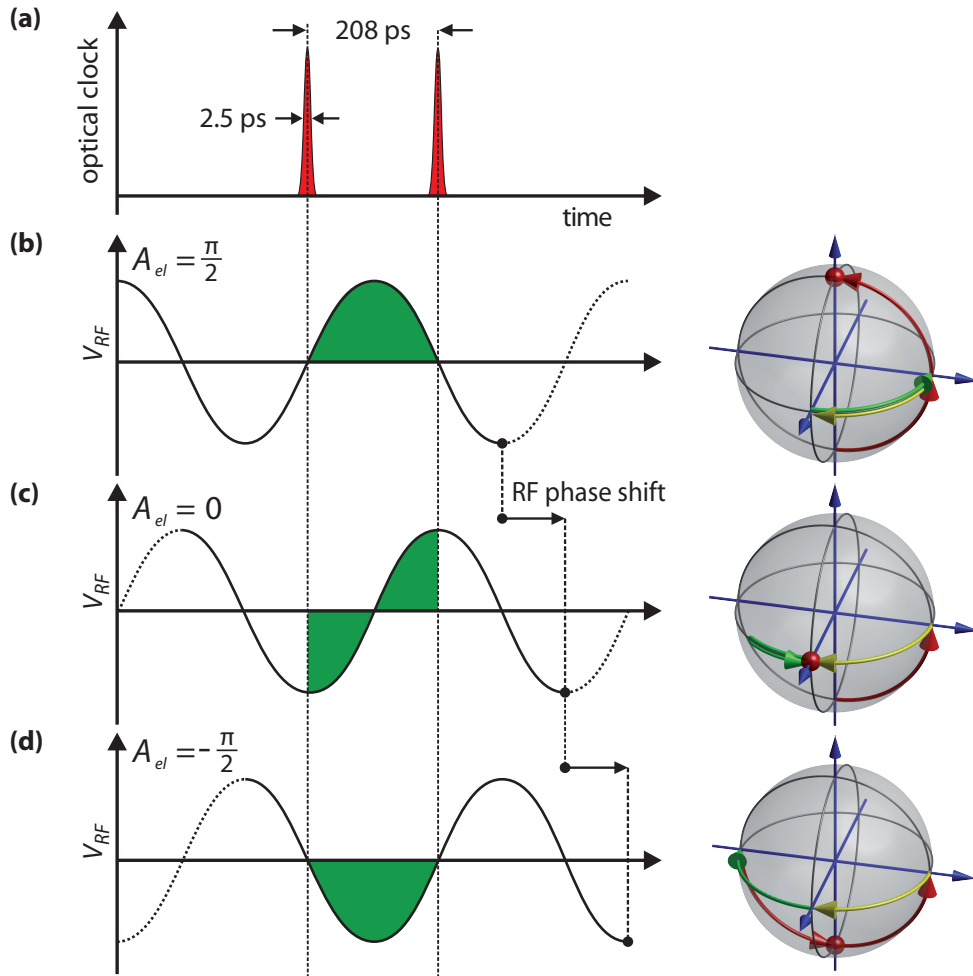 (a)
optical clock
208 ps
2.5 ps
time
(b)
A_el = π/2
V_RF
(c)
A_el = 0
V_RF
RF phase shift
(d)
A_el = - π/2
V_RF